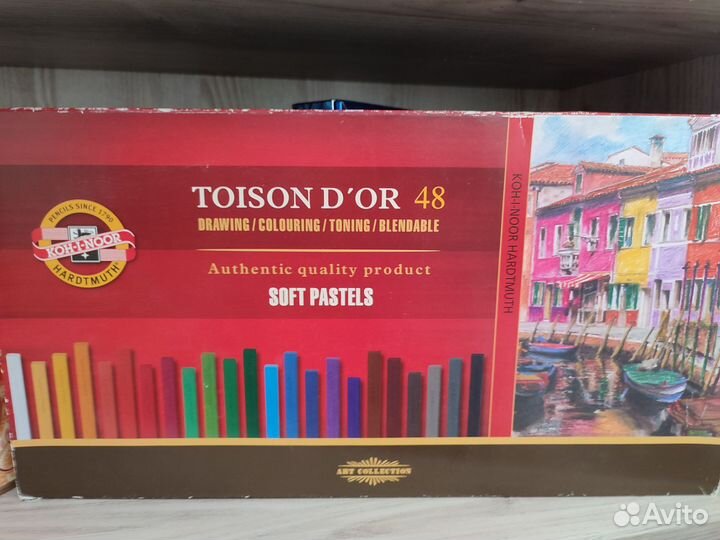 TOISON D´OR 48
DRAWING / COLOURING / TONING / BLENDABLE
Authentic quality product
SOFT PASTELS
PENCILS SINCE 1790
KOH-I-NOOR
HARDTMUTH
KOH-I-NOOR HARDTMUTH
ART COLLECTION
Avito